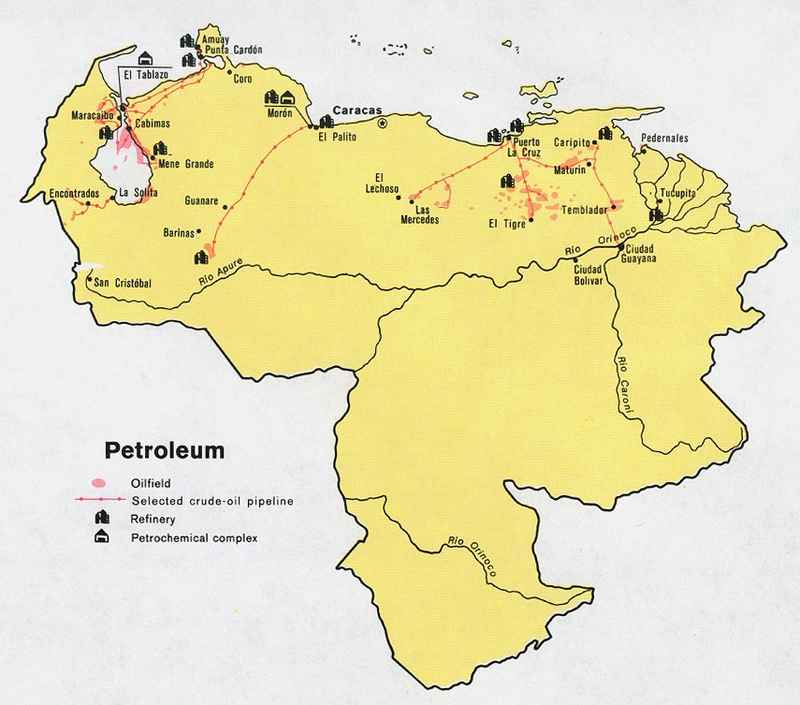 Amuay
Punta Cardón
El Tablazo
Coro
Maracaibo
Cabimas
Morón
Caracas
El Palito
Mene Grande
Puerto
La Cruz
Caripito
Pedernales
Maturin
Encontrados
La Solita
El
Lechoso
Las
Mercedes
Guanare
Barinas
El Tigre
Temblador
Tucupita
Río Orinoco
Ciudad
Guayana
Ciudad
Bolívar
San Cristóbal
Río Apure
Río Caroní
Río Orinoco
Petroleum
Oilfield
Selected crude-oil pipeline
Refinery
Petrochemical complex